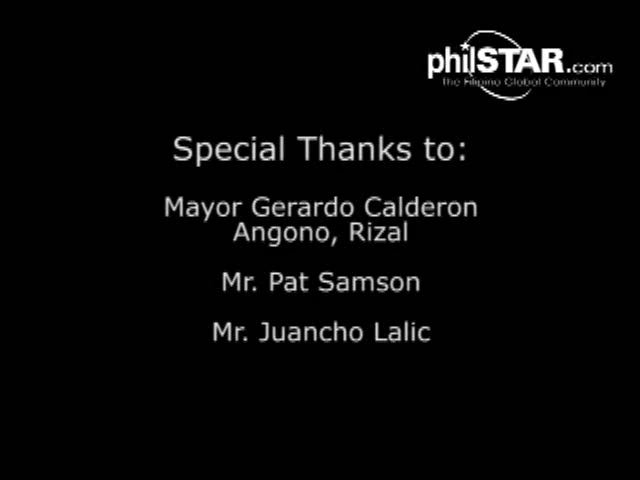 philSTAR.com
The Filipino Global Community
Special Thanks to:
Mayor Gerardo Calderon
Angono, Rizal
Mr. Pat Samson
Mr. Juancho Lalic